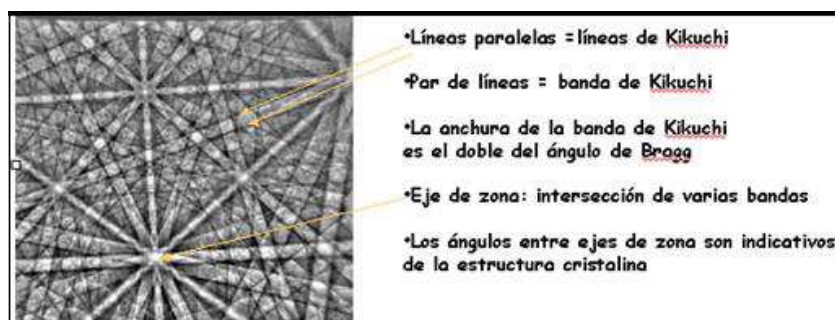 •Líneas paralelas =líneas de Kikuchi
•Par de líneas = banda de Kikuchi
•La anchura de la banda de Kikuchi
es el doble del ángulo de Bragg
•Eje de zona: intersección de varias bandas
•Los ángulos entre ejes de zona son indicativos
de la estructura cristalina